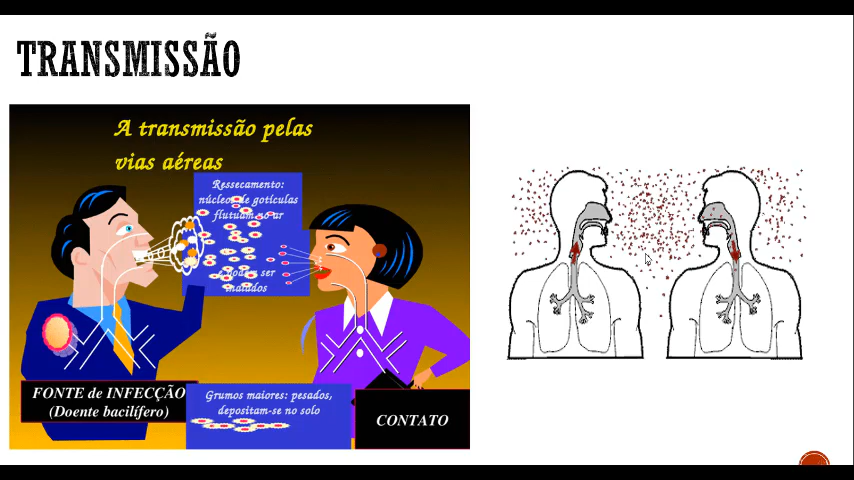 TRANSMISSÃO
A transmissão pelas
vias aéreas
Ressecamento:
núcleo de gotículas
flutuam no ar
ser
inalados
FONTE de INFECÇÃO
(Doente bacilífero)
Grumos maiores: pesados,
depositam-se no solo
CONTATO